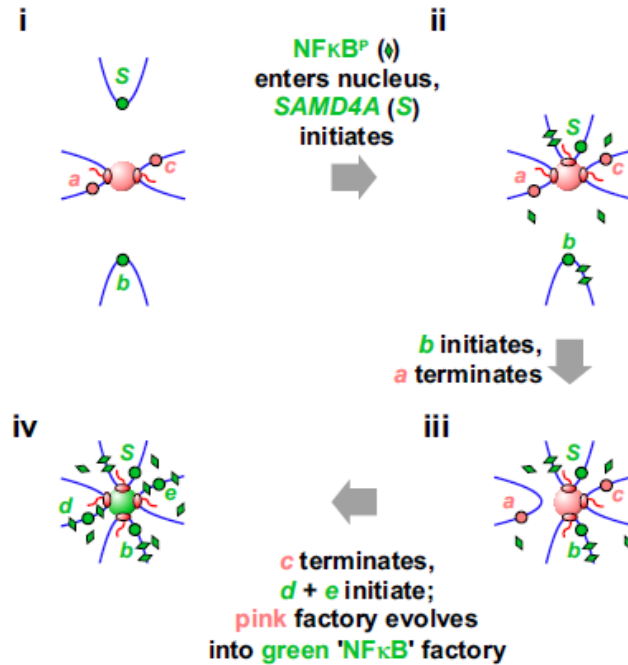 i
S
a
c
b
NFκBᴾ (⬧)
enters nucleus,
SAMD4A (S)
initiates
ii
S
a
c
b
b initiates,
a terminates
iii
S
a
c
b
iv
S
d
e
b
c terminates,
d + e initiate;
pink factory evolves
into green 'NFκB' factory